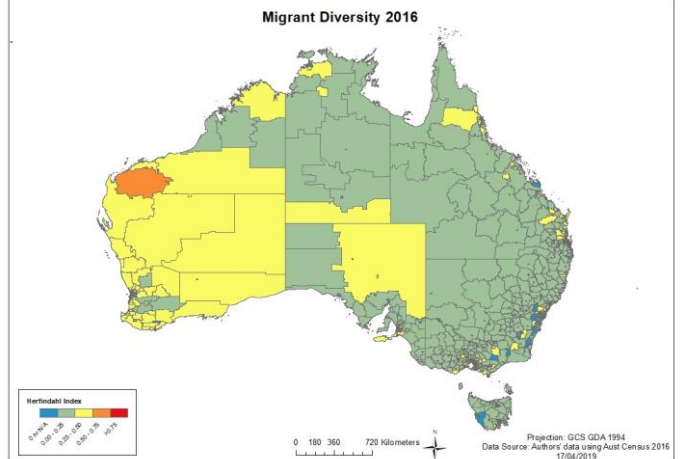 Migrant Diversity 2016
Herfindahl Index
0 or N/A
0.00 - 0.25
0.25 - 0.50
0.50 - 0.75
>0.75
0 180 360 720 Kilometers
Projection: GCS GDA 1994
Data Source: Authors' data using Aust Census 2016
17/04/2019